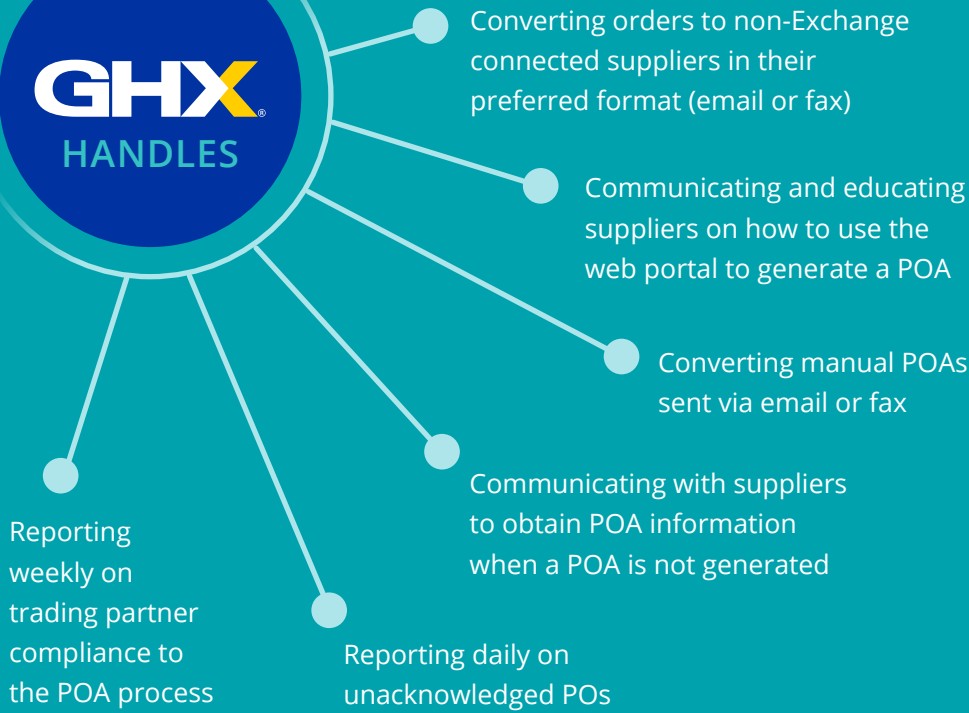 GHX®
HANDLES
Converting orders to non-Exchange
connected suppliers in their
preferred format (email or fax)
Communicating and educating
suppliers on how to use the
web portal to generate a POA
Converting manual POAs
sent via email or fax
Communicating with suppliers
to obtain POA information
when a POA is not generated
Reporting daily on
unacknowledged POs
Reporting
weekly on
trading partner
compliance to
the POA process